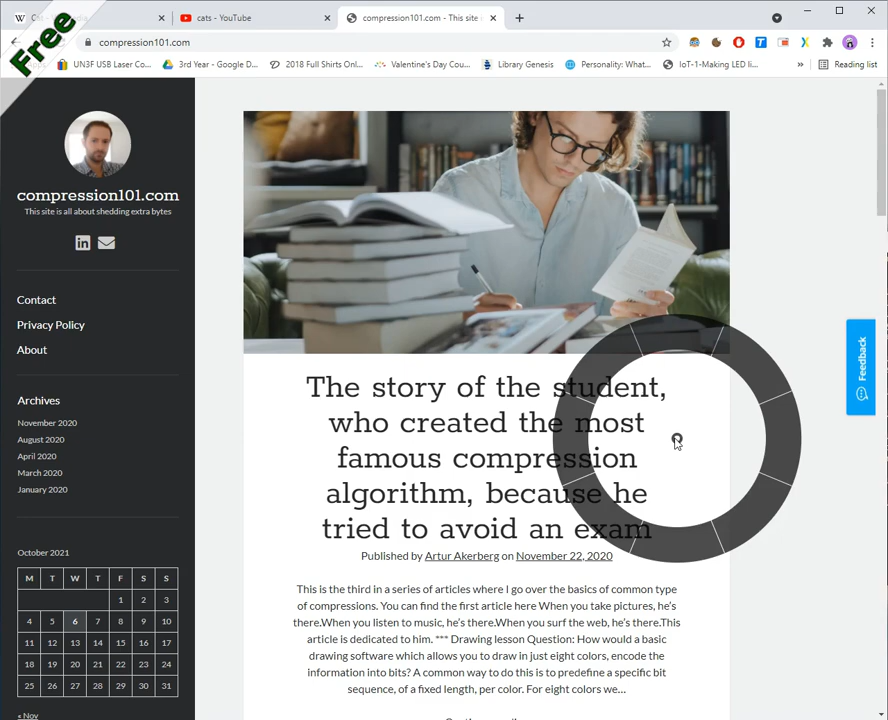 Free
cats - YouTube
compression101.com - This site
compression101.com
UN3F USB Laser Co...
3rd Year - Google D...
2018 Full Shirts Onl...
Valentine's Day Cou...
Library Genesis
Personality: What...
IoT-1-Making LED li...
»
Reading list
compression101.com
This site is all about shedding extra bytes
Contact
Privacy Policy
About
Archives
November 2020
August 2020
April 2020
March 2020
January 2020
October 2021
M T W T F S S
1 2 3
4 5 6 7 8 9 10
11 12 13 14 15 16 17
18 19 20 21 22 23 24
25 26 27 28 29 30 31
« Nov
The story of the student,
who created the most
famous compression
algorithm, because he
tried to avoid an exam
Published by Artur Akerberg on November 22, 2020
This is the third in a series of articles where I go over the basics of common type
of compressions. You can find the first article here When you take pictures, he's
there.When you listen to music, he's there.When you surf the web, he's there.This
article is dedicated to him. *** Drawing lesson Question: How would a basic
drawing software which allows you to draw in just eight colors, encode the
information into bits? A common way to do this is to predefine a specific bit
sequence, of a fixed length, per color. For eight colors we...
Feedback